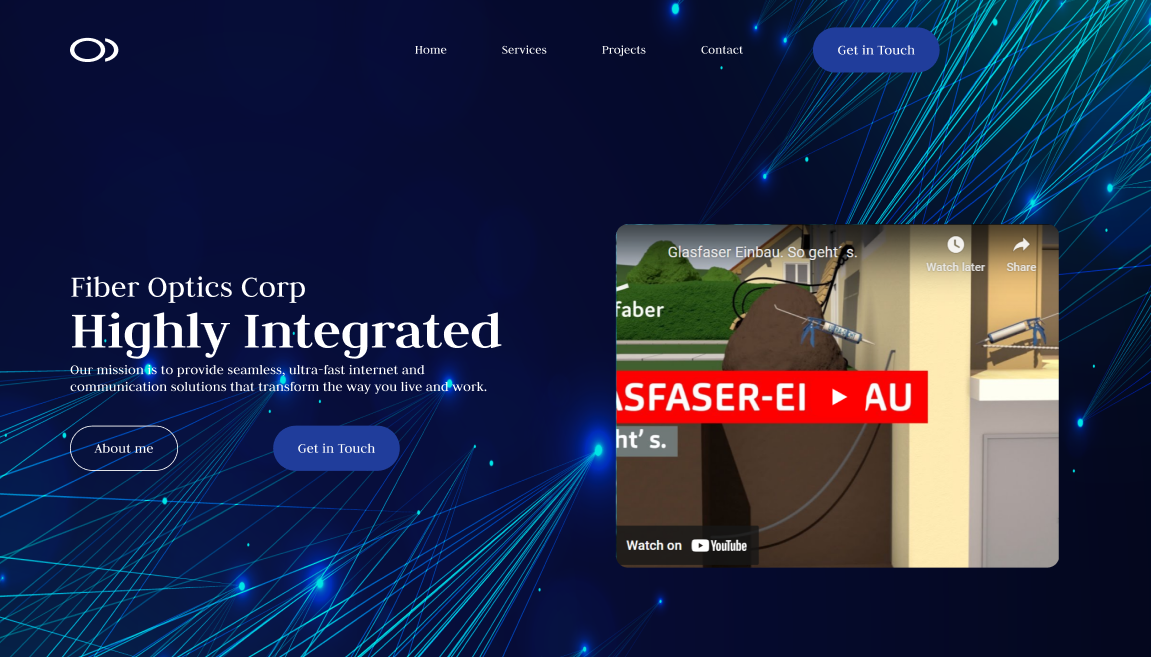 Home
Services
Projects
Contact
Get in Touch
Glasfaser Einbau. So geht´s.
Watch later
Share
Fiber Optics Corp
Highly Integrated
Our mission is to provide seamless, ultra-fast internet and
communication solutions that transform the way you live and work.
About me
Get in Touch
faber
ASFASER-EI AU
ht´s.
Watch on YouTube